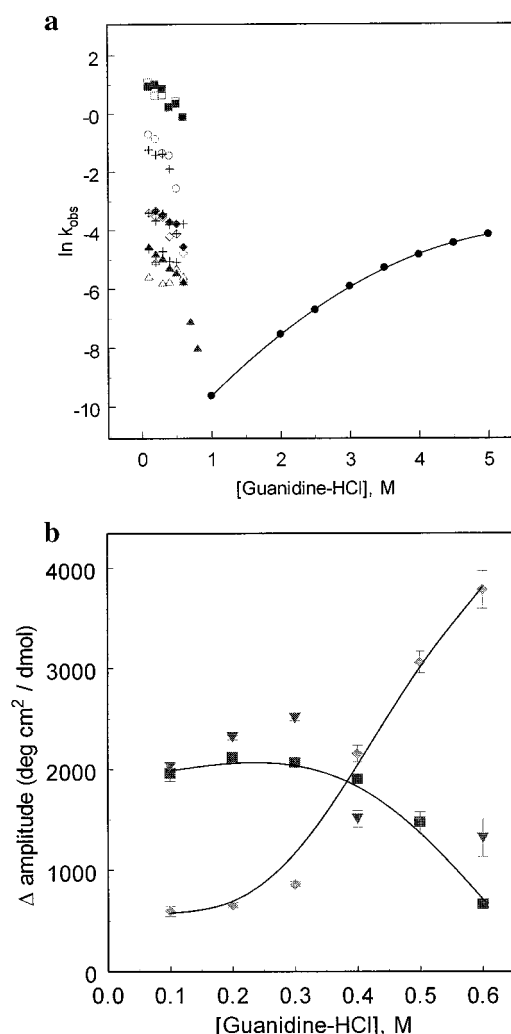 a
2
-0
-2
-4
-6
-8
-10
ln k_obs
0 1 2 3 4 5
[Guanidine-HCl], M
b
4000
3000
2000
1000
0
Δ amplitude (deg cm² / dmol)
0.0 0.1 0.2 0.3 0.4 0.5 0.6
[Guanidine-HCl], M